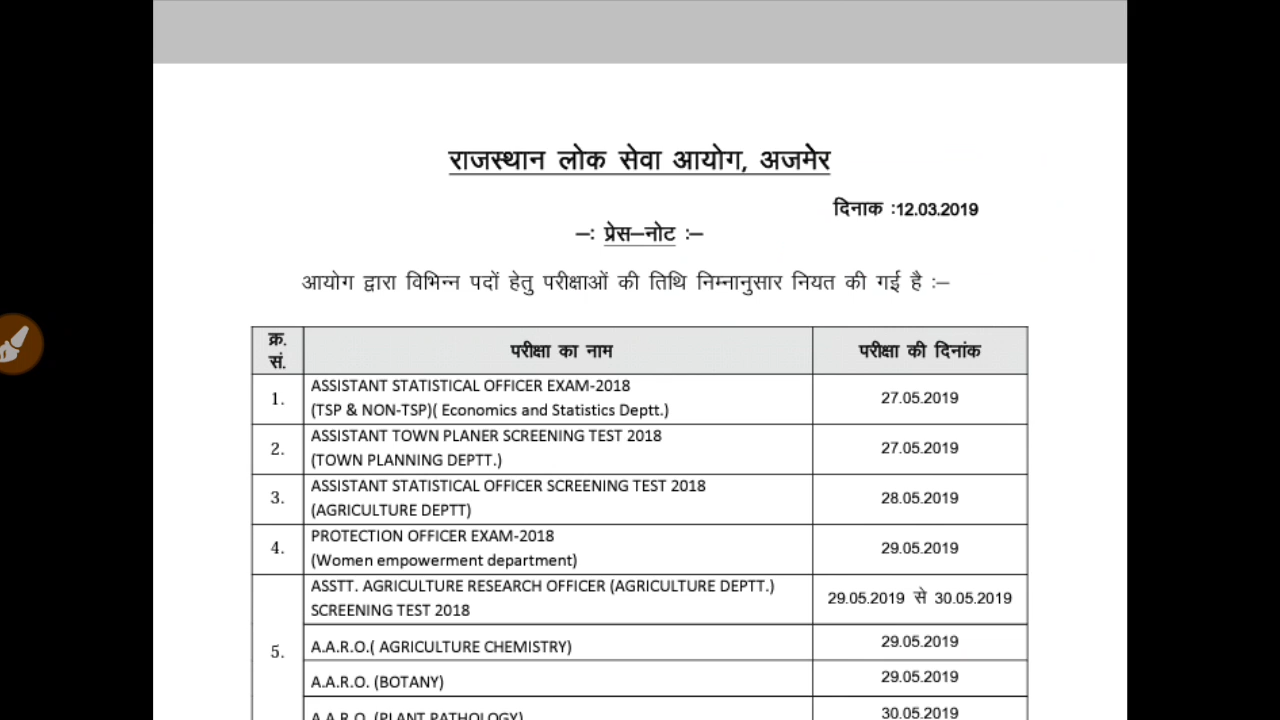 राजस्थान लोक सेवा आयोग, अजमेर
दिनाक :12.03.2019
–: प्रेस–नोट :–
आयोग द्वारा विभिन्न पदों हेतु परीक्षाओं की तिथि निम्नानुसार नियत की गई है :–
क्र. सं. परीक्षा का नाम परीक्षा की दिनांक
1. ASSISTANT STATISTICAL OFFICER EXAM-2018 27.05.2019
(TSP & NON-TSP)( Economics and Statistics Deptt.)
2. ASSISTANT TOWN PLANER SCREENING TEST 2018 27.05.2019
(TOWN PLANNING DEPTT.)
3. ASSISTANT STATISTICAL OFFICER SCREENING TEST 2018 28.05.2019
(AGRICULTURE DEPTT)
4. PROTECTION OFFICER EXAM-2018 29.05.2019
(Women empowerment department)
5. ASSTT. AGRICULTURE RESEARCH OFFICER (AGRICULTURE DEPTT.) 29.05.2019 से 30.05.2019
SCREENING TEST 2018
A.A.R.O.( AGRICULTURE CHEMISTRY) 29.05.2019
A.A.R.O. (BOTANY) 29.05.2019
A.A.R.O. (PLANT PATHOLOGY) 30.05.2019